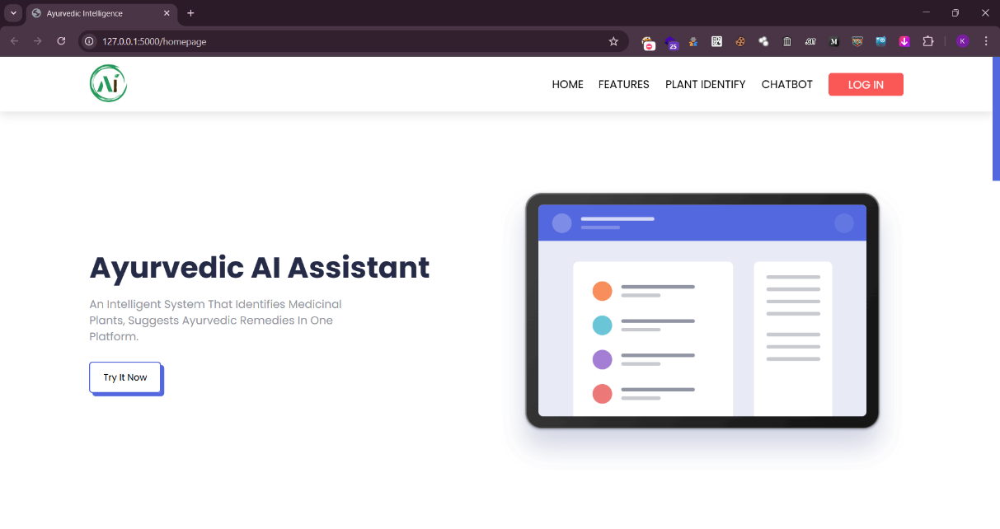 Ayurvedic Intelligence
127.0.0.1:5000/homepage
25
K
Ai
HOME FEATURES PLANT IDENTIFY CHATBOT LOG IN
Ayurvedic AI Assistant
An Intelligent System That Identifies Medicinal
Plants, Suggests Ayurvedic Remedies In One
Platform.
Try It Now